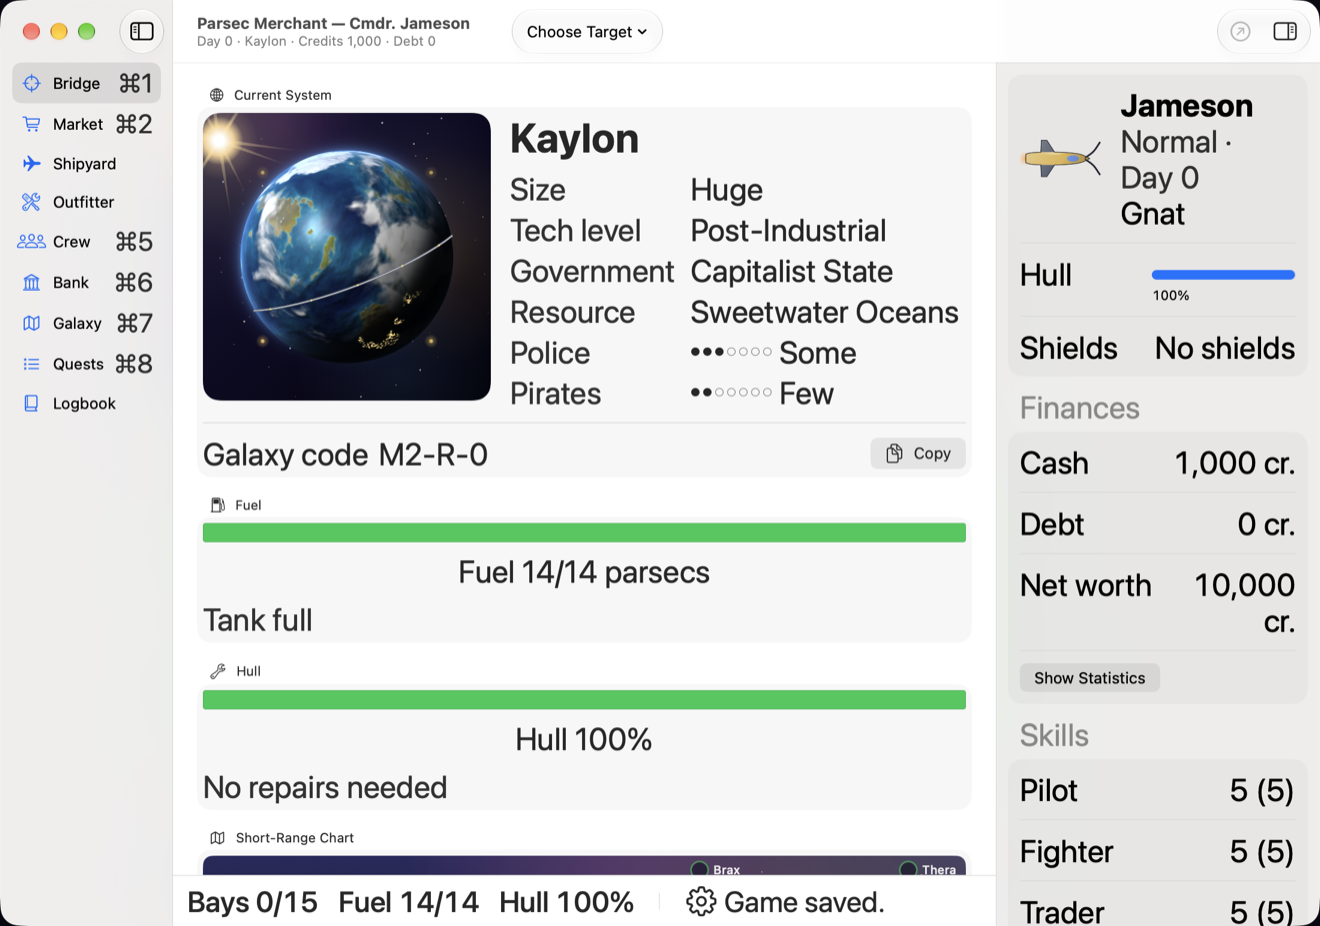 Parsec Merchant — Cmdr. Jameson
Day 0 · Kaylon · Credits 1,000 · Debt 0
Choose Target
Bridge ⌘1
Market ⌘2
Shipyard
Outfitter
Crew ⌘5
Bank ⌘6
Galaxy ⌘7
Quests ⌘8
Logbook
Current System
Kaylon
Size Huge
Tech level Post-Industrial
Government Capitalist State
Resource Sweetwater Oceans
Police ●●●○○○○ Some
Pirates ●●○○○○○ Few
Galaxy code M2-R-0
Copy
Fuel
Fuel 14/14 parsecs
Tank full
Hull
Hull 100%
No repairs needed
Short-Range Chart
Brax
Thera
Bays 0/15 Fuel 14/14 Hull 100% Game saved.
Jameson
Normal ·
Day 0
Gnat
Hull
100%
Shields No shields
Finances
Cash 1,000 cr.
Debt 0 cr.
Net worth 10,000
cr.
Show Statistics
Skills
Pilot 5 (5)
Fighter 5 (5)
Trader 5 (5)